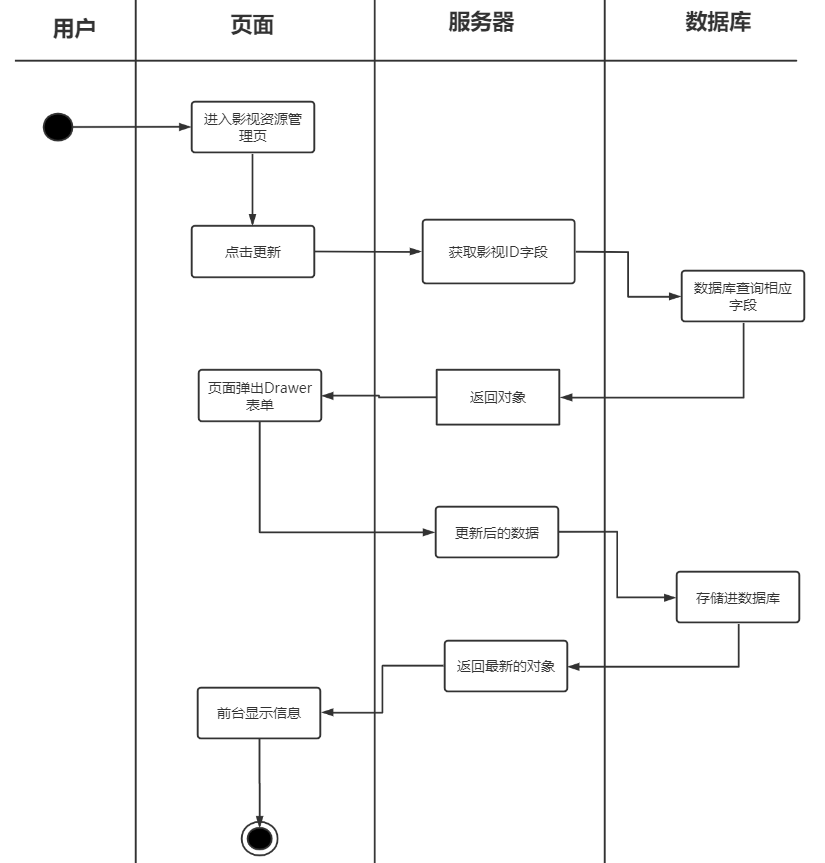 用户
页面
服务器
数据库
进入影视资源管
理页
点击更新
获取影视ID字段
数据库查询相应
字段
页面弹出Drawer
表单
返回对象
更新后的数据
存储进数据库
返回最新的对象
前台显示信息